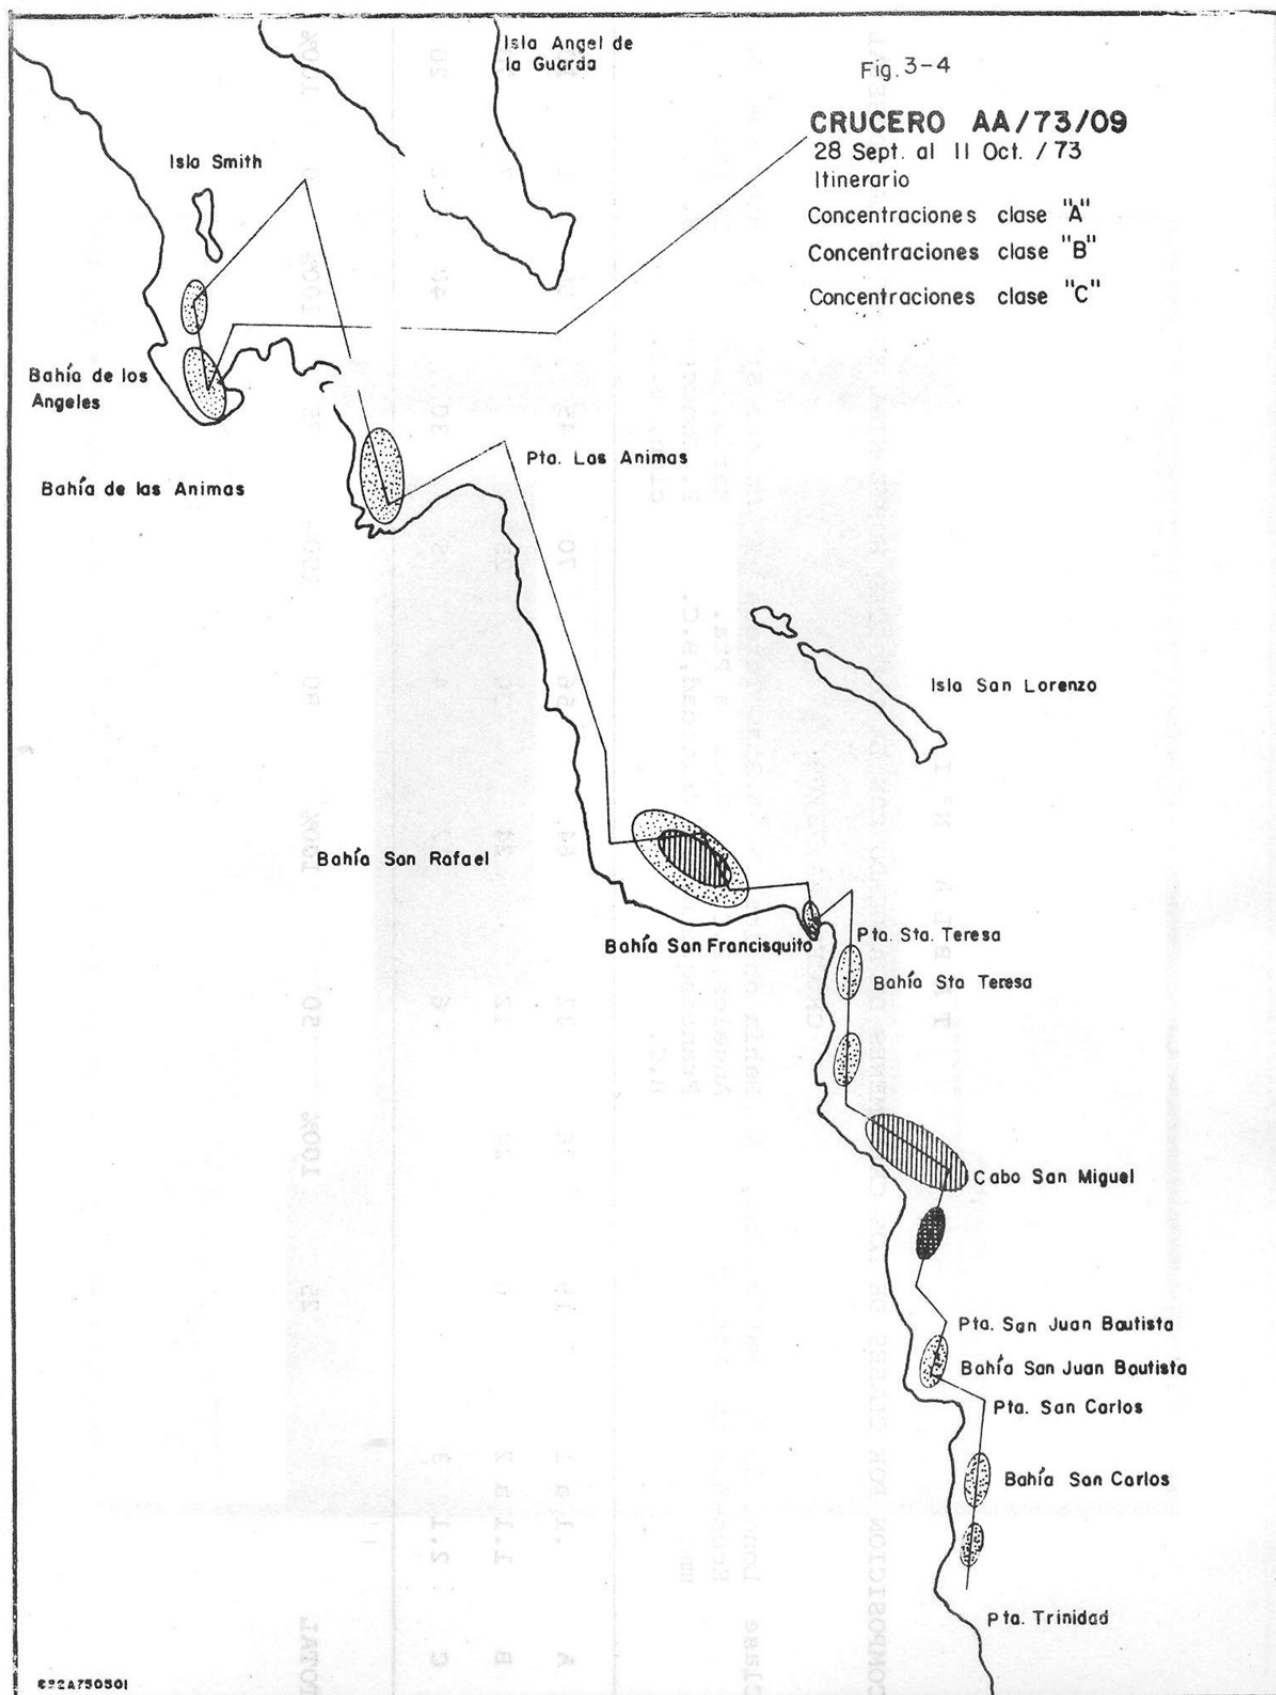 Isla Angel de
la Guarda
Fig. 3-4
CRUCERO AA/73/09
28 Sept. al 11 Oct. / 73
Itinerario
Concentraciones clase "A"
Concentraciones clase "B"
Concentraciones clase "C"
Isla Smith
Bahía de los
Angeles
Bahía de las Animas
Pta. Las Animas
Isla San Lorenzo
Bahía San Rafael
Bahía San Francisquito
Pta. Sta. Teresa
Bahía Sta Teresa
Cabo San Miguel
Pta. San Juan Bautista
Bahía San Juan Bautista
Pta. San Carlos
Bahía San Carlos
Pta. Trinidad